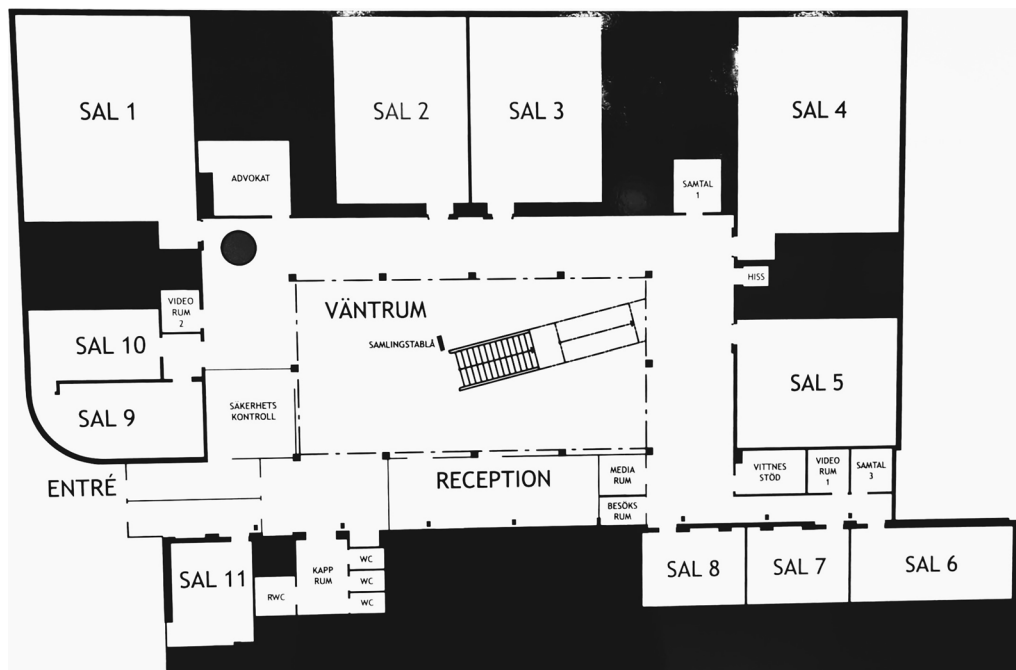 SAL 1
SAL 2
SAL 3
SAL 4
ADVOKAT
SAMTAL
1
HISS
VIDEO
RUM
2
VÄNTRUM
SAMLINGSTABLÅ
SAL 10
SAL 9
SÄKERHETS
KONTROLL
SAL 5
ENTRÉ
RECEPTION
MEDIA
RUM
BESÖKS
RUM
VITTNES
STÖD
VIDEO
RUM 1
SAMTAL
3
SAL 11
RWC
KAPP
RUM
WC
WC
WC
SAL 8
SAL 7
SAL 6